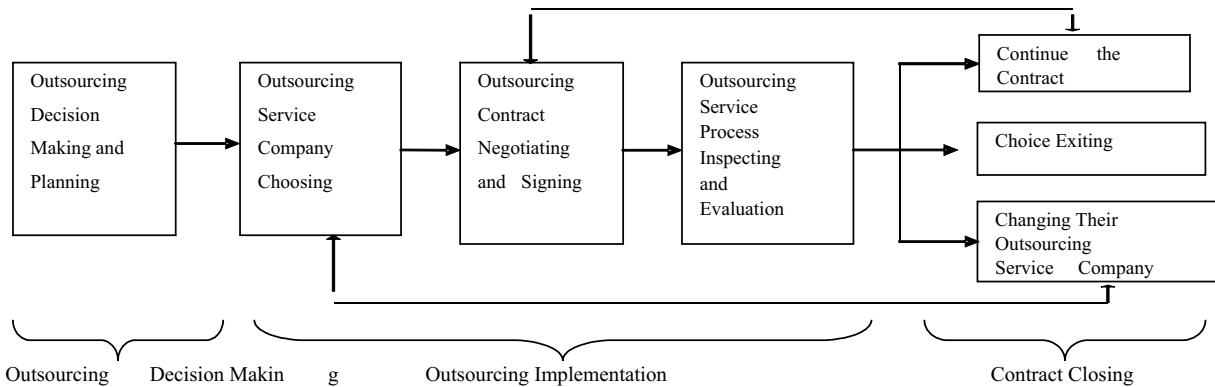 Outsourcing
Decision
Making and
Planning
Outsourcing
Service
Company
Choosing
Outsourcing
Contract
Negotiating
and Signing
Outsourcing
Service
Process
Inspecting
and
Evaluation
Continue the
Contract
Choice Exiting
Changing Their
Outsourcing
Service Company
Outsourcing Decision Makin g
Outsourcing Implementation
Contract Closing